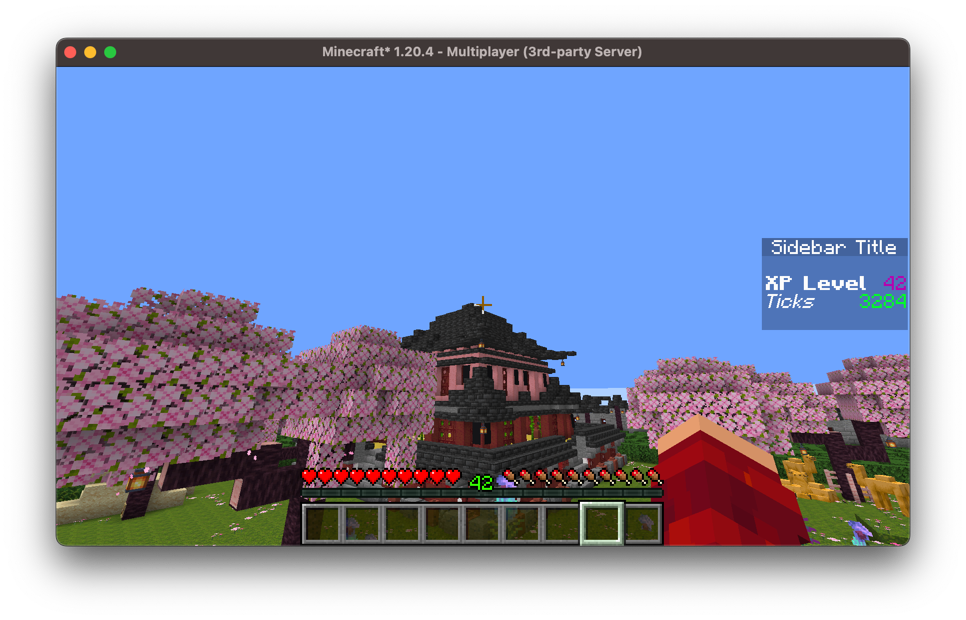 Minecraft* 1.20.4 - Multiplayer (3rd-party Server)
Sidebar Title
XP Level 42
Ticks 3284
42